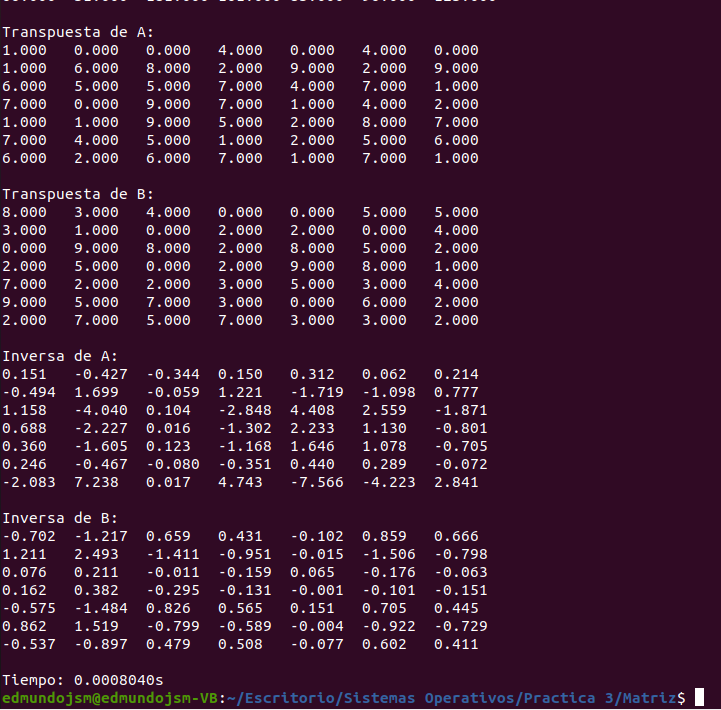 Transpuesta de A:
1.000 0.000 0.000 4.000 0.000 4.000 0.000
1.000 6.000 8.000 2.000 9.000 2.000 9.000
6.000 5.000 5.000 7.000 4.000 7.000 1.000
7.000 0.000 9.000 7.000 1.000 4.000 2.000
1.000 1.000 9.000 5.000 2.000 8.000 7.000
7.000 4.000 5.000 1.000 2.000 5.000 6.000
6.000 2.000 6.000 7.000 1.000 7.000 1.000
Transpuesta de B:
8.000 3.000 4.000 0.000 0.000 5.000 5.000
3.000 1.000 0.000 2.000 2.000 0.000 4.000
0.000 9.000 8.000 2.000 8.000 5.000 2.000
2.000 5.000 0.000 2.000 9.000 8.000 1.000
7.000 2.000 2.000 3.000 5.000 3.000 4.000
9.000 5.000 7.000 3.000 0.000 6.000 2.000
2.000 7.000 5.000 7.000 3.000 3.000 2.000
Inversa de A:
0.151 -0.427 -0.344 0.150 0.312 0.062 0.214
-0.494 1.699 -0.059 1.221 -1.719 -1.098 0.777
1.158 -4.040 0.104 -2.848 4.408 2.559 -1.871
0.688 -2.227 0.016 -1.302 2.233 1.130 -0.801
0.360 -1.605 0.123 -1.168 1.646 1.078 -0.705
0.246 -0.467 -0.080 -0.351 0.440 0.289 -0.072
-2.083 7.238 0.017 4.743 -7.566 -4.223 2.841
Inversa de B:
-0.702 -1.217 0.659 0.431 -0.102 0.859 0.666
1.211 2.493 -1.411 -0.951 -0.015 -1.506 -0.798
0.076 0.211 -0.011 -0.159 0.065 -0.176 -0.063
0.162 0.382 -0.295 -0.131 -0.001 -0.101 -0.151
-0.575 -1.484 0.826 0.565 0.151 0.705 0.445
0.862 1.519 -0.799 -0.589 -0.004 -0.922 -0.729
-0.537 -0.897 0.479 0.508 -0.077 0.602 0.411
Tiempo: 0.0008040s
edmundojsm@edmundojsm-VB:~/Escritorio/Sistemas Operativos/Practica 3/Matriz$